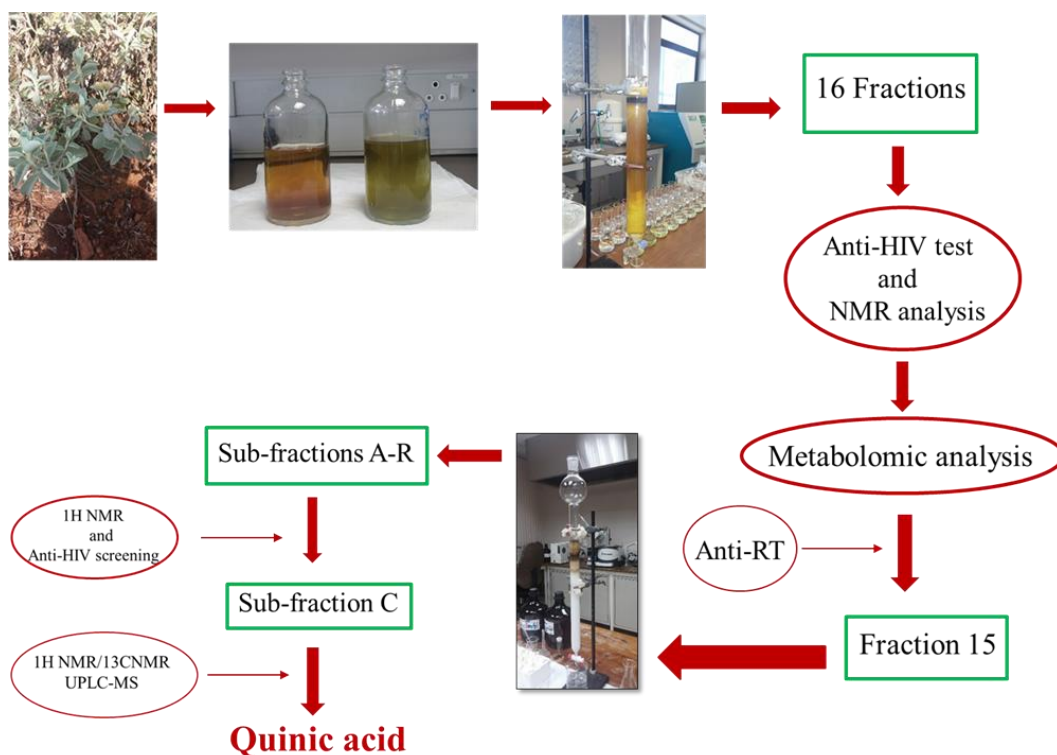 16 Fractions
Anti-HIV test
and
NMR analysis
Metabolomic analysis
Anti-RT
Fraction 15
Sub-fractions A-R
1H NMR
and
Anti-HIV screening
Sub-fraction C
1H NMR/13CNMR
UPLC-MS
Quinic acid